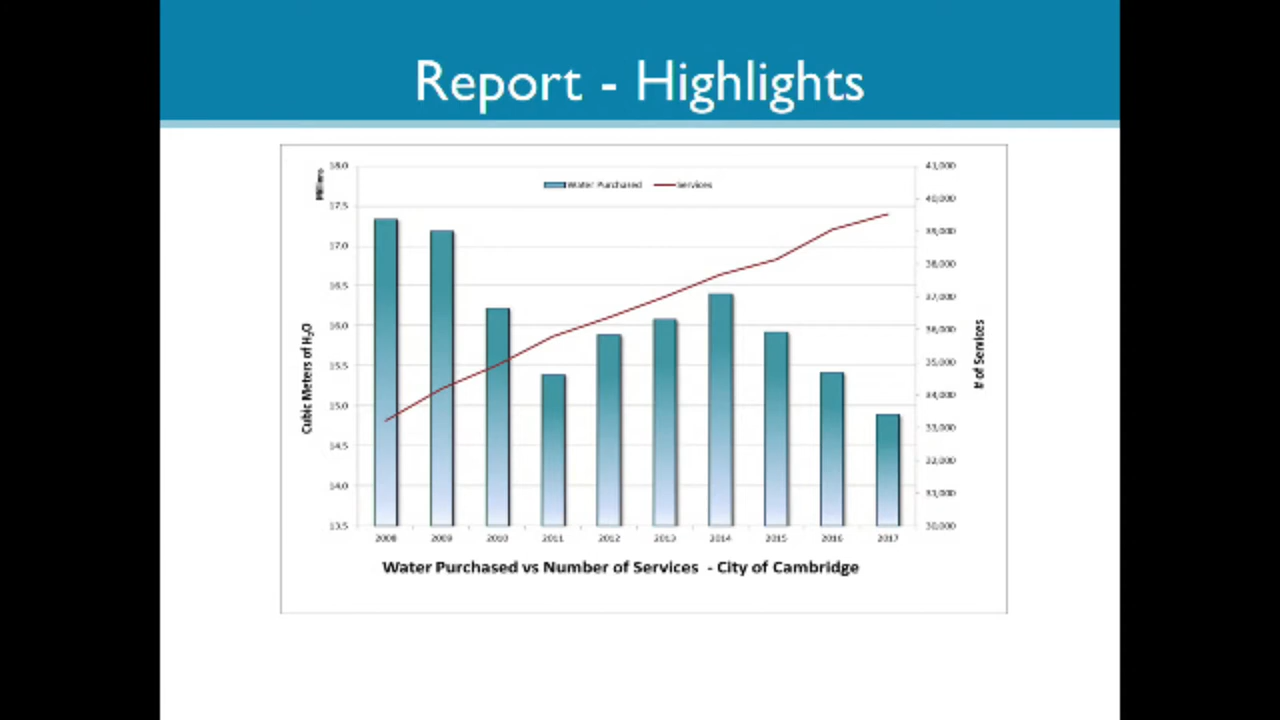 Report - Highlights
Millions
Water Purchased
Services
18.0
17.5
17.0
16.5
16.0
15.5
15.0
14.5
14.0
13.5
Cubic Meters of H₂O
41,000
40,000
39,000
38,000
37,000
36,000
35,000
34,000
33,000
32,000
31,000
30,000
# of Services
2008 2009 2010 2011 2012 2013 2014 2015 2016 2017
Water Purchased vs Number of Services - City of Cambridge